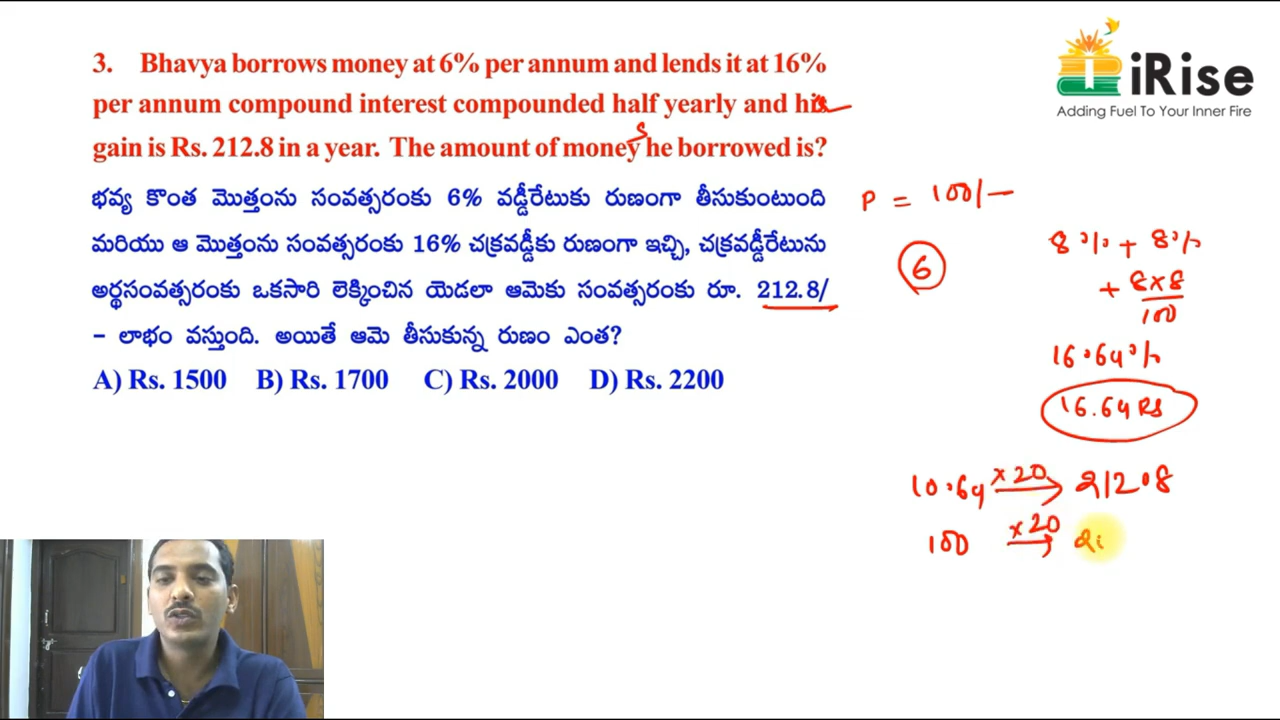 3. Bhavya borrows money at 6% per annum and lends it at 16%
per annum compound interest compounded half yearly and his
gain is Rs. 212.8 in a year. The amount of money he borrowed is?
s
భవ్య కొంత మొత్తంను సంవత్సరంకు 6% వడ్డీరేటుకు రుణంగా తీసుకుంటుంది
మరియు ఆ మొత్తంను సంవత్సరంకు 16% చక్రవడ్డీకు రుణంగా ఇచ్చి, చక్రవడ్డీరేటును
అర్థసంవత్సరంకు ఒకసారి లెక్కించిన యెడలా ఆమెకు సంవత్సరంకు రూ. 212.8/
- లాభం వస్తుంది. అయితే ఆమె తీసుకున్న రుణం ఎంత?
A) Rs. 1500 B) Rs. 1700 C) Rs. 2000 D) Rs. 2200
iRise
Adding Fuel To Your Inner Fire
P = 100/-
6
8% + 8%
+ 8x8
100
16.64%
16.64 Rs
10.64 x20 → 212.8
100 x20 →